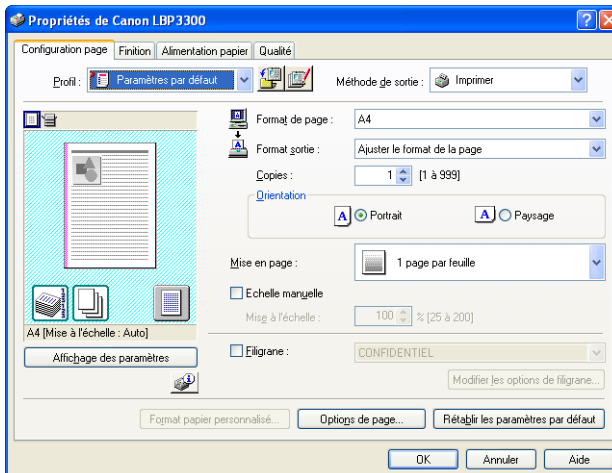 Propriétés de Canon LBP3300
Configuration page Finition Alimentation papier Qualité
Profil : Paramètres par défaut Méthode de sortie : Imprimer
Format de page : A4
Format sortie : Ajuster le format de la page
Copies : 1 [1 à 999]
Orientation
A Portrait A Paysage
Mise en page : 1 page par feuille
Echelle manuelle
Mise à l'échelle : 100 % [25 à 200]
A4 [Mise à l'échelle : Auto]
Affichage des paramètres
Filigrane : CONFIDENTIEL
Modifier les options de filigrane...
Format papier personnalisé... Options de page... Rétablir les paramètres par défaut
OK Annuler Aide